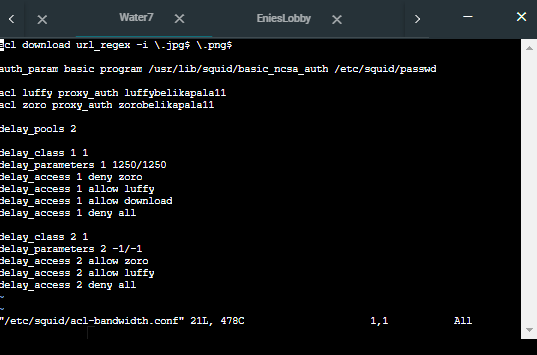 Water7
EniesLobby
acl download url_regex -i \.jpg$ \.png$
auth_param basic program /usr/lib/squid/basic_ncsa_auth /etc/squid/passwd
acl luffy proxy_auth luffybelikapala11
acl zoro proxy_auth zorobelikapala11
delay_pools 2
delay_class 1 1
delay_parameters 1 1250/1250
delay_access 1 deny zoro
delay_access 1 allow luffy
delay_access 1 allow download
delay_access 1 deny all
delay_class 2 1
delay_parameters 2 -1/-1
delay_access 2 allow zoro
delay_access 2 allow luffy
delay_access 2 deny all
~
~
"/etc/squid/acl-bandwidth.conf" 21L, 478C 1,1 All